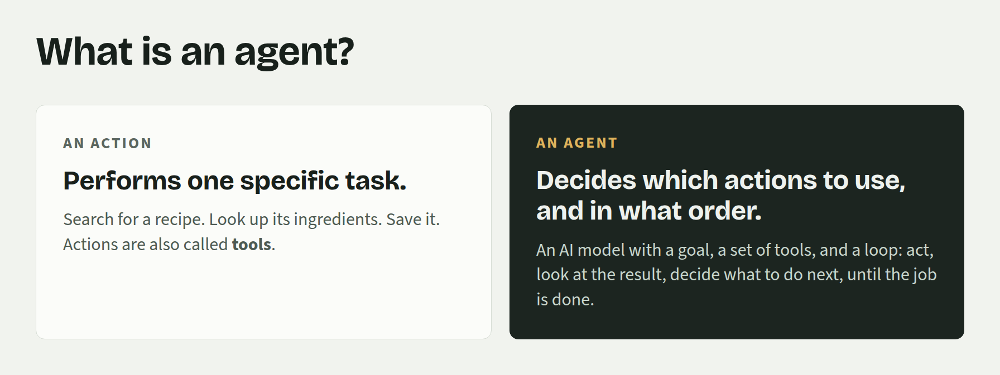 What is an agent?
AN ACTION
Performs one specific task.
Search for a recipe. Look up its ingredients. Save it.
Actions are also called tools.
AN AGENT
Decides which actions to use,
and in what order.
An AI model with a goal, a set of tools, and a loop: act,
look at the result, decide what to do next, until the job
is done.